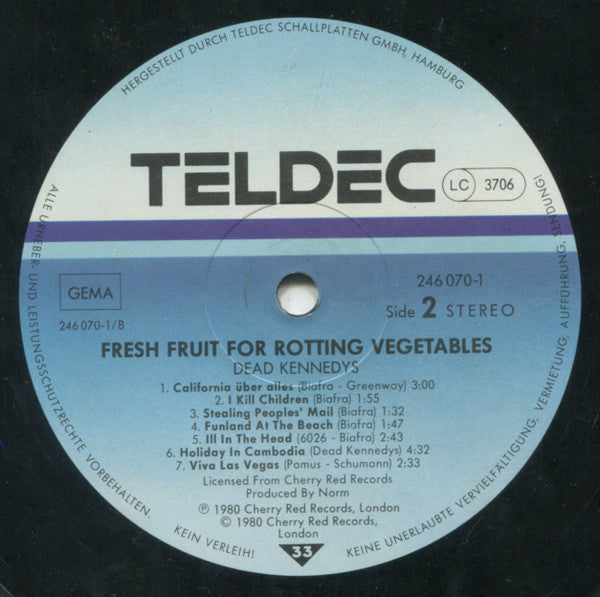 HERGESTELLT DURCH TELDEC SCHALLPLATTEN GMBH, HAMBURG
TELDEC
LC 3706
GEMA
246 070-1/B
246 070-1
Side 2 STEREO
FRESH FRUIT FOR ROTTING VEGETABLES
DEAD KENNEDYS
1. California über alles (Biafra - Greenway) 3:00
2. I Kill Children (Biafra) 1:55
3. Stealing Peoples' Mail (Biafra) 1:32
4. Funland At The Beach (Biafra) 1:47
5. Ill In The Head (6026 - Biafra) 2:43
6. Holiday In Cambodia (Dead Kennedys) 4:32
7. Viva Las Vegas (Pomus - Schumann) 2:33
Licensed From Cherry Red Records
Produced By Norm
℗ 1980 Cherry Red Records, London
© 1980 Cherry Red Records,
London
33
ALLE URHEBER- UND LEISTUNGSSCHUTZRECHTE VORBEHALTEN.
KEIN VERLEIH!
KEINE UNERLAUBTE VERVIELFÄLTIGUNG, VERMIETUNG, AUFFÜHRUNG, SENDUNG!